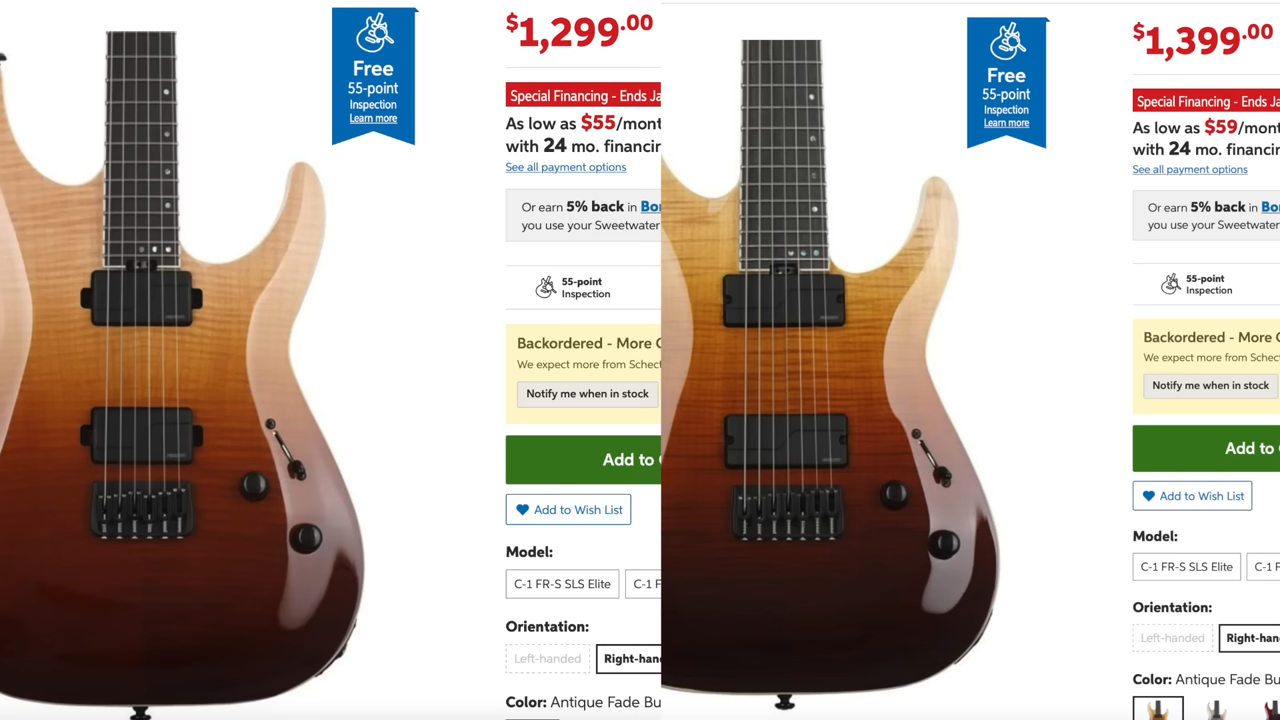 Free
55-point
Inspection
Learn more
$1,299.00
Special Financing - Ends Ja
As low as $55/mont
with 24 mo. financin
See all payment options
Or earn 5% back in Bo
you use your Sweetwater
55-point
Inspection
Backordered - More
We expect more from Schect
Notify me when in stock
Add to
Add to Wish List
Model:
C-1 FR-S SLS Elite
C-1 F
Orientation:
Left-handed
Right-han
Color: Antique Fade Bu
Free
55-point
Inspection
Learn more
$1,399.00
Special Financing - Ends Ja
As low as $59/mont
with 24 mo. financi
See all payment options
Or earn 5% back in Bo
you use your Sweetwater
55-point
Inspection
Backordered - More
We expect more from Schec
Notify me when in stock
Add to
Add to Wish List
Model:
C-1 FR-S SLS Elite
C-1 F
Orientation:
Left-handed
Right-hand
Color: Antique Fade Bu